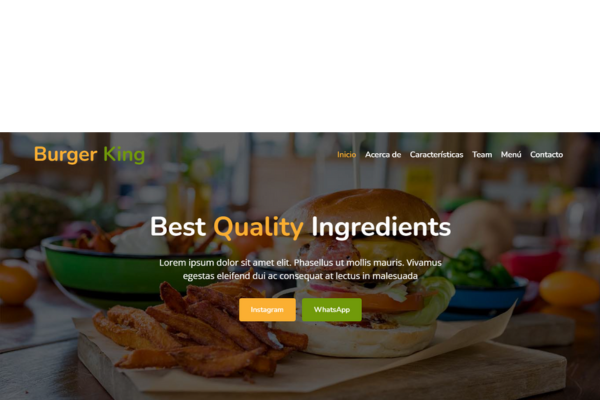 Burger King
Inicio Acerca de Características Team Menú Contacto
Best Quality Ingredients
Lorem ipsum dolor sit amet elit. Phasellus ut mollis mauris. Vivamus
egestas eleifend dui ac consequat at lectus in malesuada
Instagram WhatsApp